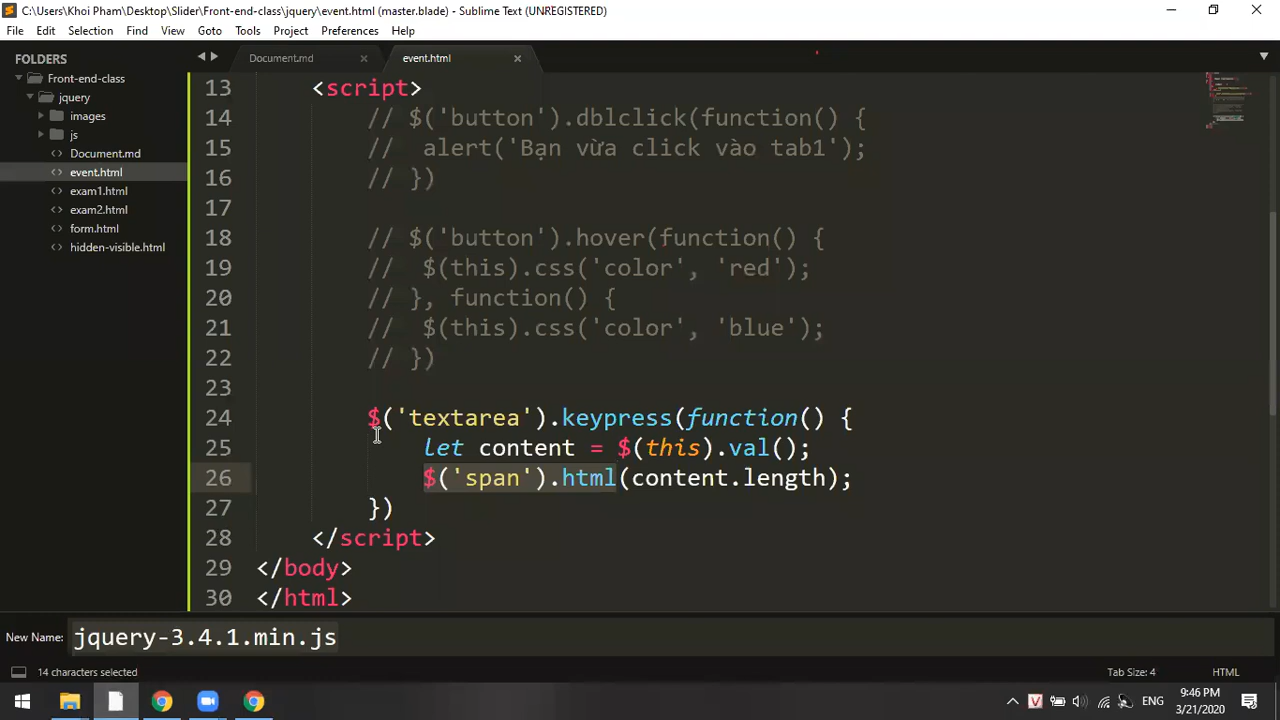 C:\Users\Khoi Pham\Desktop\Slider\Front-end-class\jquery\event.html (master.blade) - Sublime Text (UNREGISTERED)
File Edit Selection Find View Goto Tools Project Preferences Help
FOLDERS
Front-end-class
jquery
images
js
Document.md
event.html
exam1.html
exam2.html
form.html
hidden-visible.html
Document.md event.html
13 <script>
14 // $('button').dblclick(function() {
15 // alert('Bạn vừa click vào tab1');
16 // })
17
18 // $('button').hover(function() {
19 // $(this).css('color', 'red');
20 // }, function() {
21 // $(this).css('color', 'blue');
22 // })
23
24 $('textarea').keypress(function() {
25 let content = $(this).val();
26 $('span').html(content.length);
27 })
28 </script>
29 </body>
30 </html>
New Name: jquery-3.4.1.min.js
14 characters selected Tab Size: 4 HTML
V ENG 9:46 PM
3/21/2020